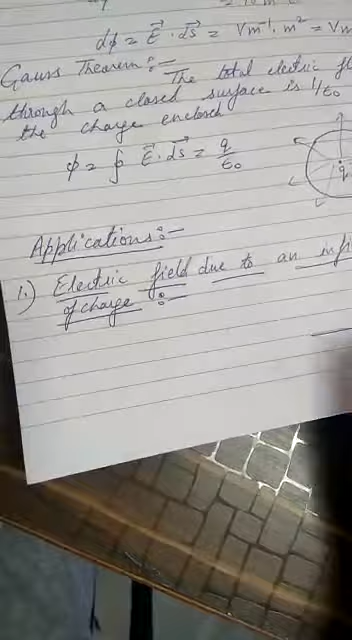 dφ = E⃗ . ds⃗ = Vm⁻¹. m² = Vm
Gauss Theorem :- The total electric
through a closed surface is 1/ε₀
the charge enclosed
φ = ∮ E⃗ . ds⃗ = q/ε₀
q
Applications :-
1.) Electric field due to an
of charge :-